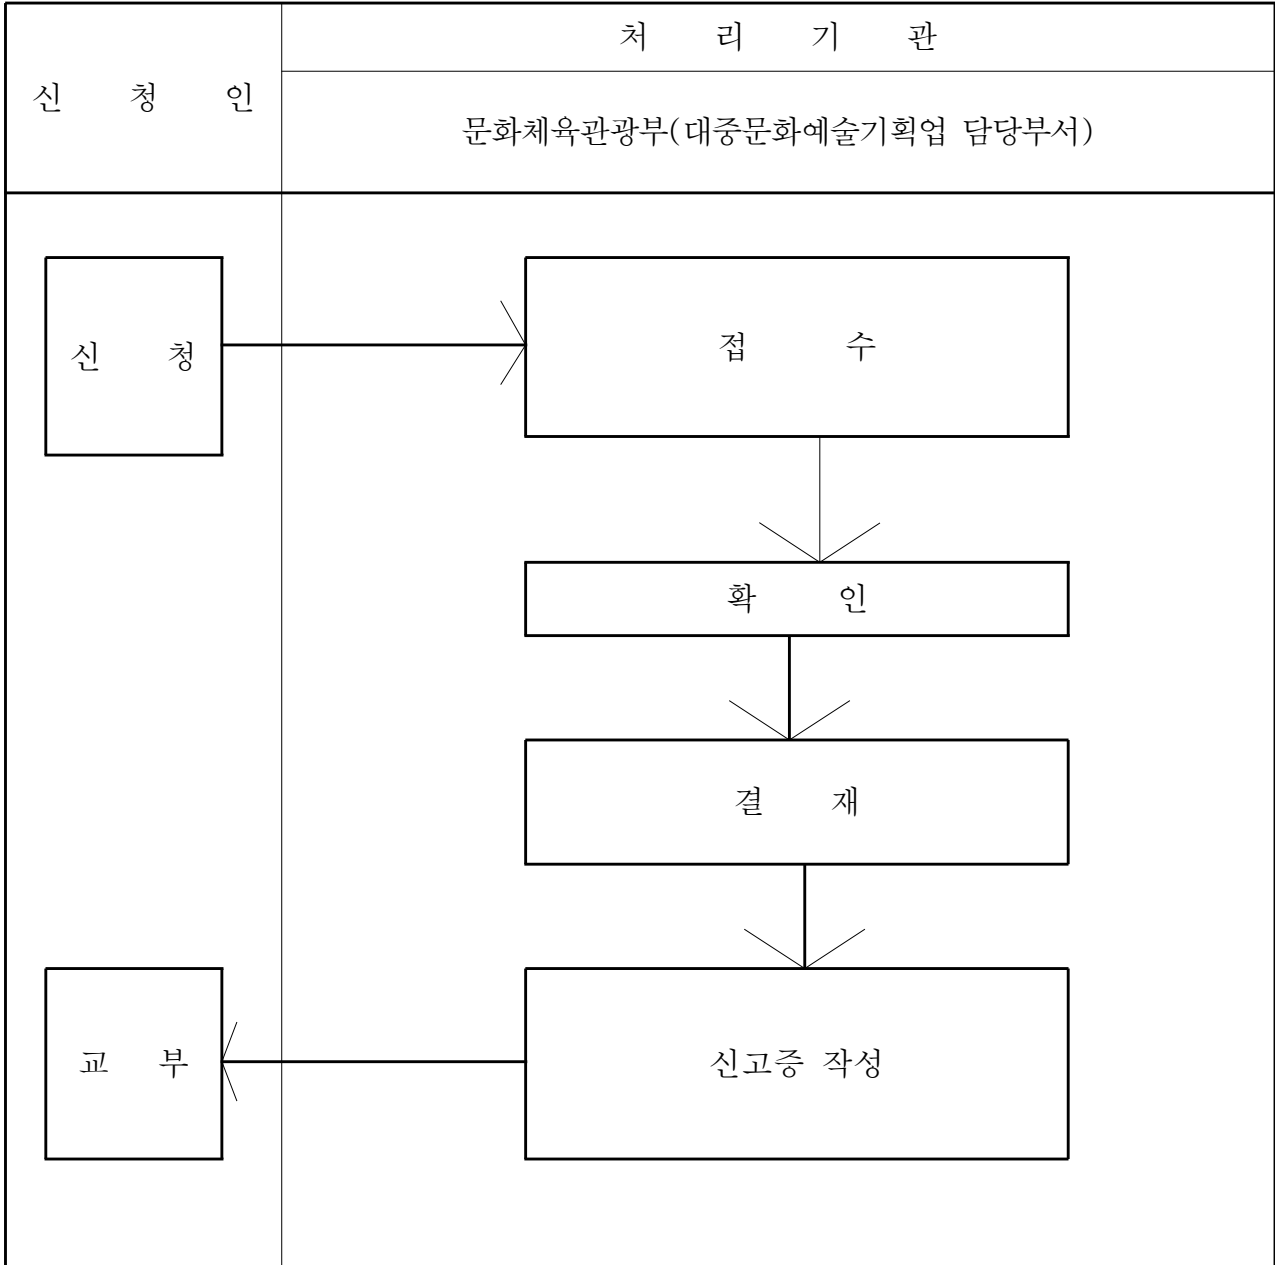 처 리 기 관
신 청 인
문화체육관광부(대중문화예술기획업 담당부서)
신 청
접 수
확 인
결 재
교 부
신고증 작성